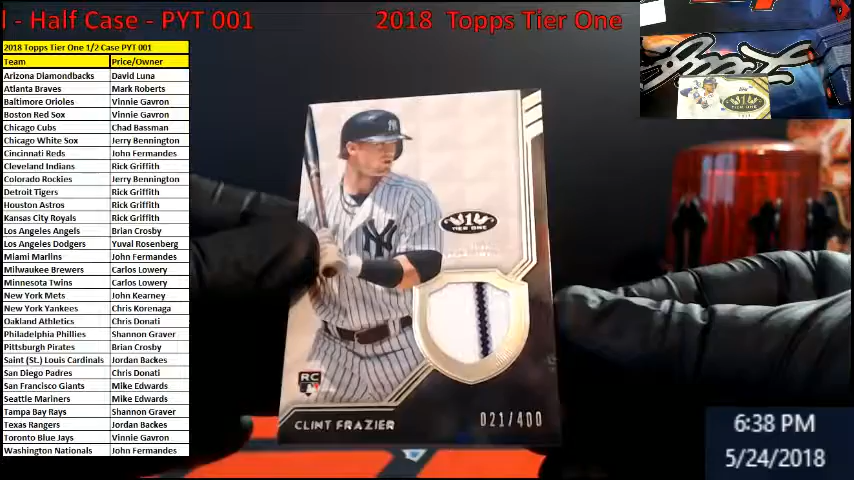 l - Half Case - PYT 001
2018 Topps Tier One
2018 Topps Tier One 1/2 Case PYT 001
Team Price/Owner
Arizona Diamondbacks David Luna
Atlanta Braves Mark Roberts
Baltimore Orioles Vinnie Gavron
Boston Red Sox Vinnie Gavron
Chicago Cubs Chad Bassman
Chicago White Sox Jerry Bennington
Cincinnati Reds John Fernandes
Cleveland Indians Rick Griffith
Colorado Rockies Jerry Bennington
Detroit Tigers Rick Griffith
Houston Astros Rick Griffith
Kansas City Royals Rick Griffith
Los Angeles Angels Brian Crosby
Los Angeles Dodgers Yuval Rosenberg
Miami Marlins John Fernandes
Milwaukee Brewers Carlos Lowery
Minnesota Twins Carlos Lowery
New York Mets John Kearney
New York Yankees Chris Korenaga
Oakland Athletics Chris Donati
Philadelphia Phillies Shannon Graver
Pittsburgh Pirates Brian Crosby
Saint (St.) Louis Cardinals Jordan Backes
San Diego Padres Chris Donati
San Francisco Giants Mike Edwards
Seattle Mariners Mike Edwards
Tampa Bay Rays Shannon Graver
Texas Rangers Jordan Backes
Toronto Blue Jays Vinnie Gavron
Washington Nationals John Fernandes
NY
1
TIER ONE
RC
CLINT FRAZIER
021/400
6:38 PM
5/24/2018